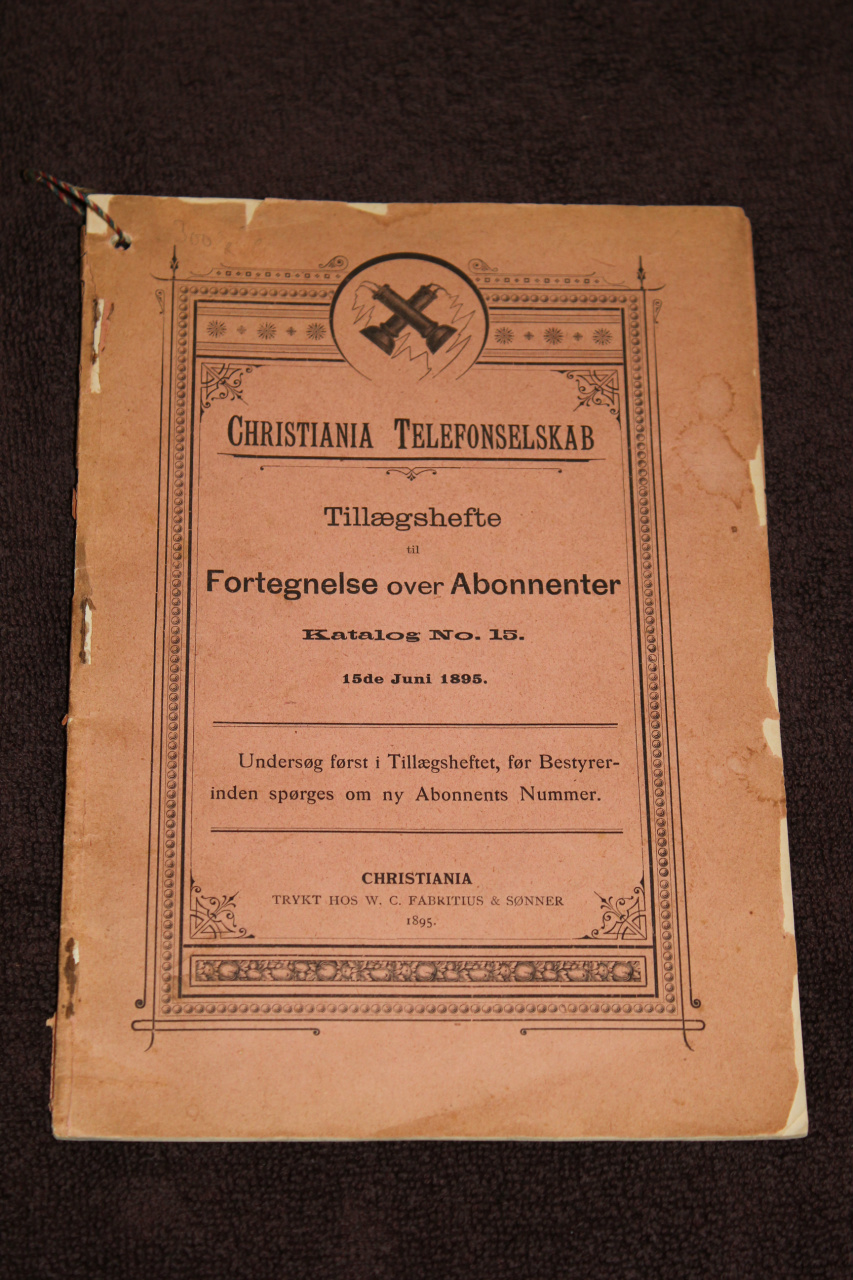 CHRISTIANIA TELEFONSELSKAB
Tillægshefte
til
Fortegnelse over Abonnenter
Katalog No. 15.
15de Juni 1895.
Undersøg først i Tillægsheftet, før Bestyrer-
inden spørges om ny Abonnents Nummer.
CHRISTIANIA
TRYKT HOS W. C. FABRITIUS & SØNNER
1895.